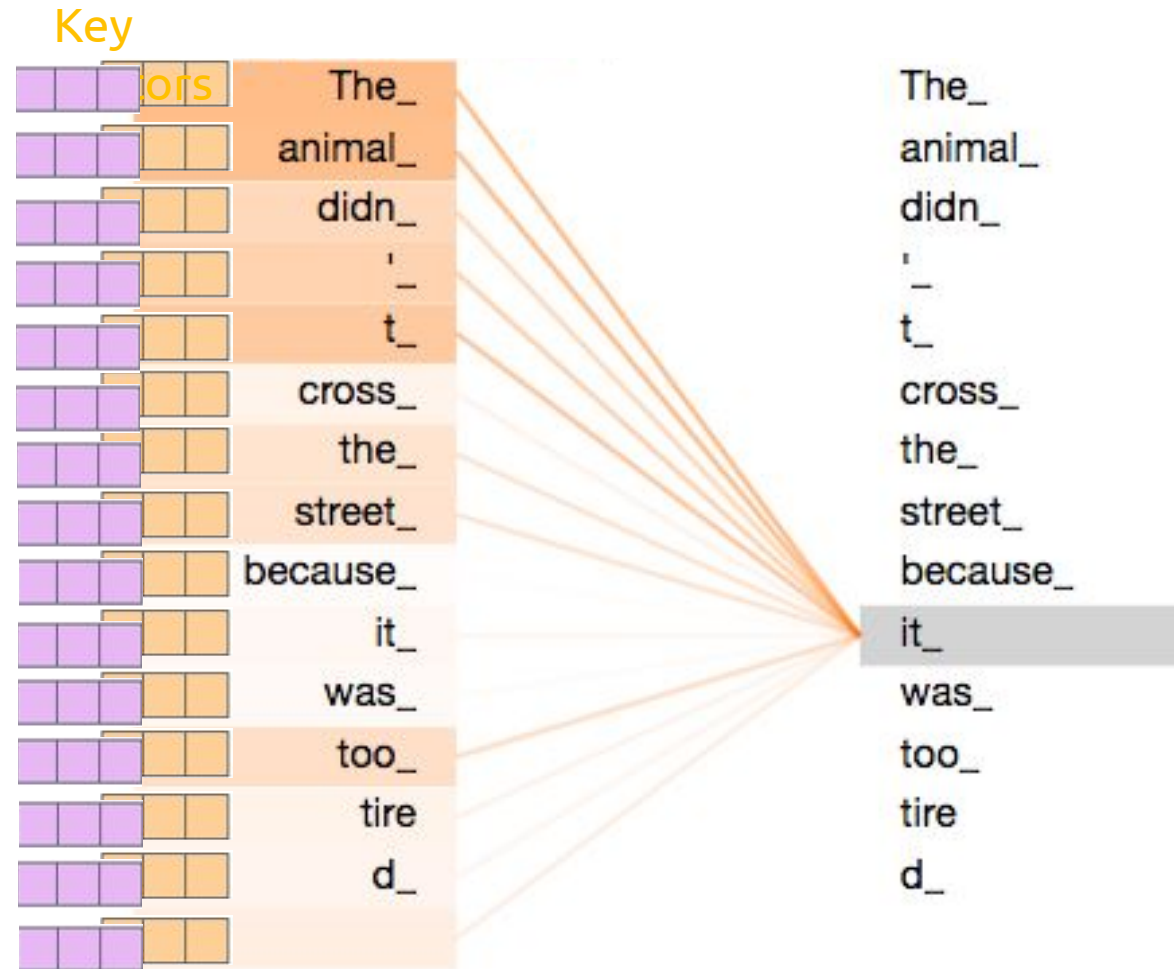 Key
tors
The_
animal_
didn_
'_
t_
cross_
the_
street_
because_
it_
was_
too_
tire
d_
The_
animal_
didn_
'_
t_
cross_
the_
street_
because_
it_
was_
too_
tire
d_